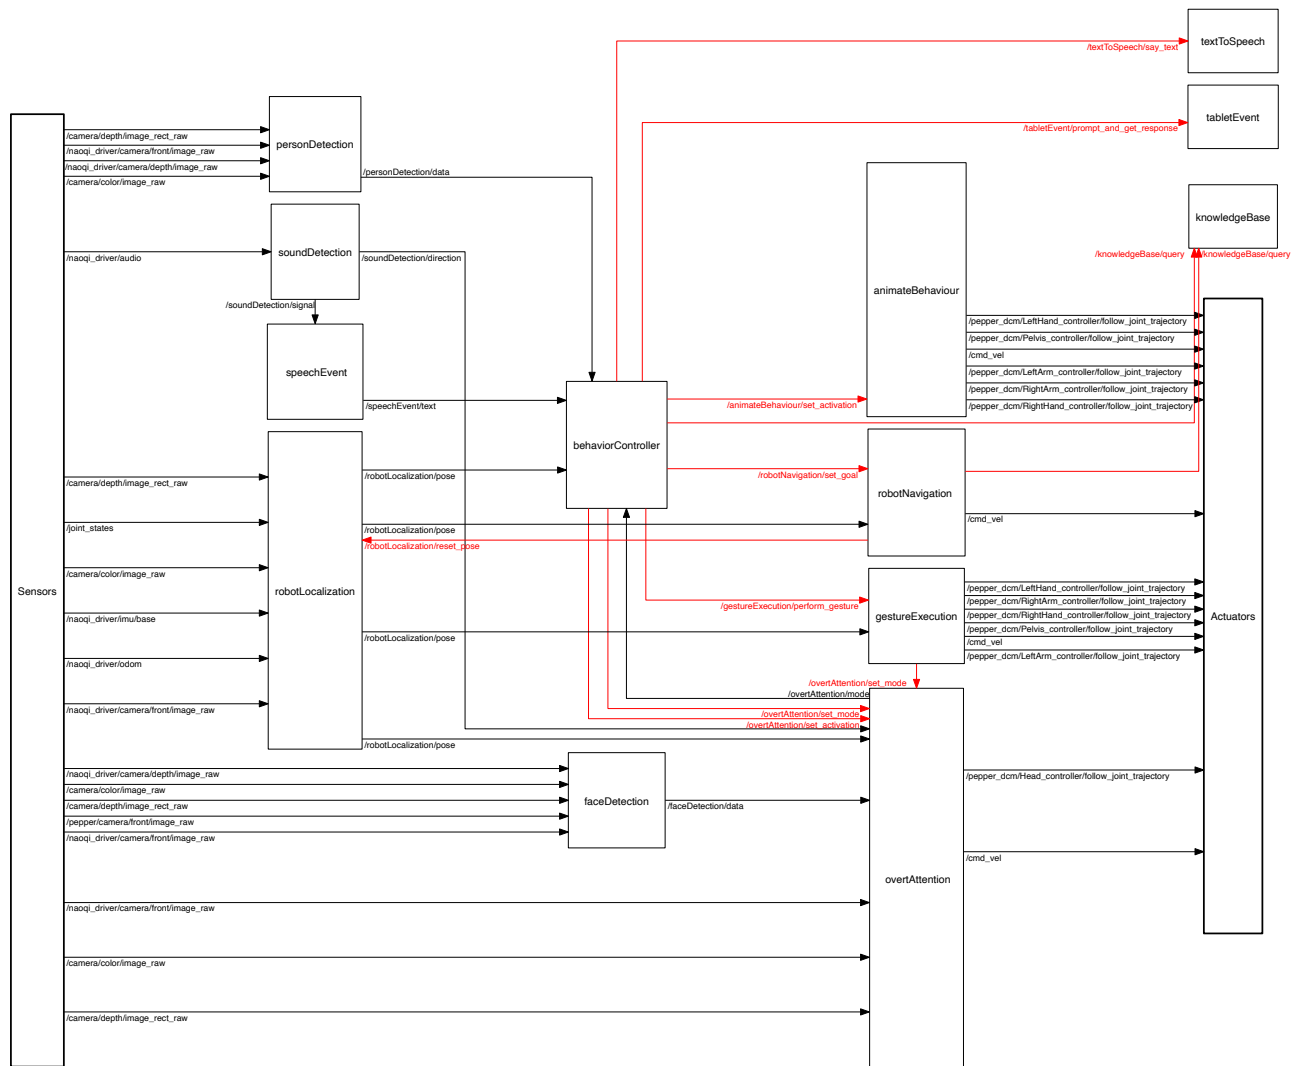 textToSpeech
/textToSpeech/say_text
tabletEvent
/tabletEvent/prompt_and_get_response
personDetection
/camera/depth/image_rect_raw
/naoqi_driver/camera/front/image_raw
/naoqi_driver/camera/depth/image_raw
/camera/color/image_raw
/personDetection/data
knowledgeBase
/knowledgeBase/query
/knowledgeBase/query
soundDetection
/naoqi_driver/audio
/soundDetection/direction
/soundDetection/signal
animateBehaviour
/pepper_dcm/LeftHand_controller/follow_joint_trajectory
/pepper_dcm/Pelvis_controller/follow_joint_trajectory
/cmd_vel
/pepper_dcm/LeftArm_controller/follow_joint_trajectory
/pepper_dcm/RightArm_controller/follow_joint_trajectory
/pepper_dcm/RightHand_controller/follow_joint_trajectory
speechEvent
/speechEvent/text
/animateBehaviour/set_activation
behaviorController
/robotLocalization/pose
/robotNavigation/set_goal
robotNavigation
/camera/depth/image_rect_raw
/joint_states
/robotLocalization/pose
/cmd_vel
/robotLocalization/reset_pose
/camera/color/image_raw
Sensors
robotLocalization
/naoqi_driver/imu/base
/naoqi_driver/odom
/naoqi_driver/camera/front/image_raw
/gestureExecution/perform_gesture
gestureExecution
/pepper_dcm/LeftHand_controller/follow_joint_trajectory
/pepper_dcm/RightArm_controller/follow_joint_trajectory
/pepper_dcm/RightHand_controller/follow_joint_trajectory
/pepper_dcm/Pelvis_controller/follow_joint_trajectory
/cmd_vel
/pepper_dcm/LeftArm_controller/follow_joint_trajectory
Actuators
/robotLocalization/pose
/overtAttention/set_mode
/overtAttention/mode
/overtAttention/set_mode
/overtAttention/set_activation
/robotLocalization/pose
/naoqi_driver/camera/depth/image_raw
/camera/color/image_raw
/camera/depth/image_rect_raw
/pepper/camera/front/image_raw
/naoqi_driver/camera/front/image_raw
faceDetection
/faceDetection/data
/pepper_dcm/Head_controller/follow_joint_trajectory
/cmd_vel
overtAttention
/naoqi_driver/camera/front/image_raw
/camera/color/image_raw
/camera/depth/image_rect_raw